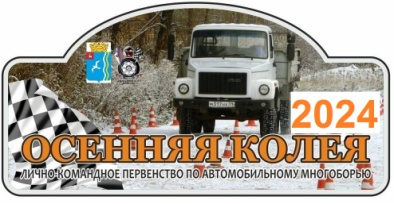 2024
ОСЕННЯЯ КОЛЕЯ
ЛИЧНО-КОМАНДНОЕ ПЕРВЕНСТВО ПО АВТОМОБИЛЬНОМУ МНОГОБОРЬЮ